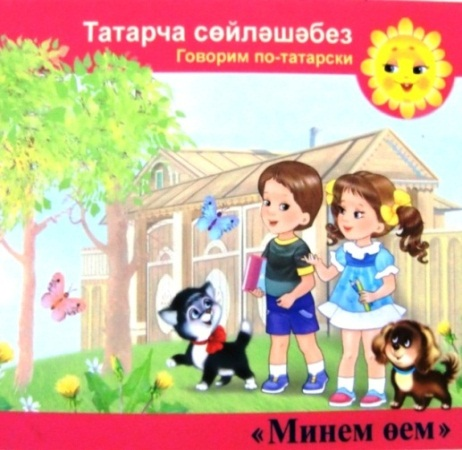 Татарча сөйләшәбез
Говорим по-татарски
«Минем өем»